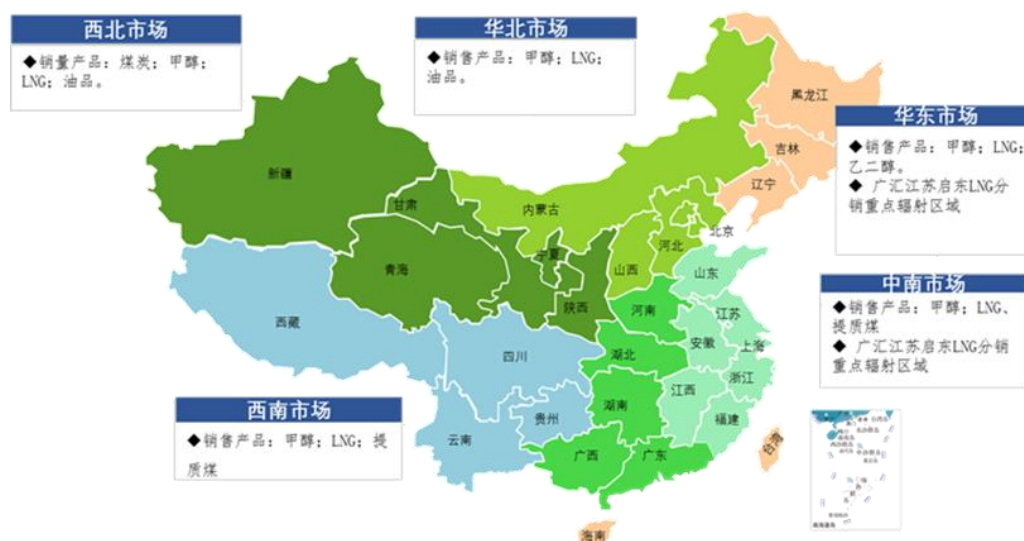 西北市场
◆销量产品：煤炭；甲醇；
LNG；油品。
华北市场
◆销售产品：甲醇；LNG；
油品。
华东市场
◆销售产品：甲醇；LNG；
乙二醇。
◆ 广汇江苏启东LNG分
销重点辐射区域
中南市场
◆销售产品：甲醇；LNG、
提质煤
◆ 广汇江苏启东LNG分销
重点辐射区域
西南市场
◆销售产品：甲醇；LNG；提
质煤
黑龙江
吉林
辽宁
新疆
甘肃
内蒙古
北京
河北
宁夏
山西
青海
山东
陕西
河南
江苏
西藏
安徽
上海
四川
湖北
浙江
江西
湖南
贵州
福建
云南
广西
广东
台湾
海南
南海诸岛